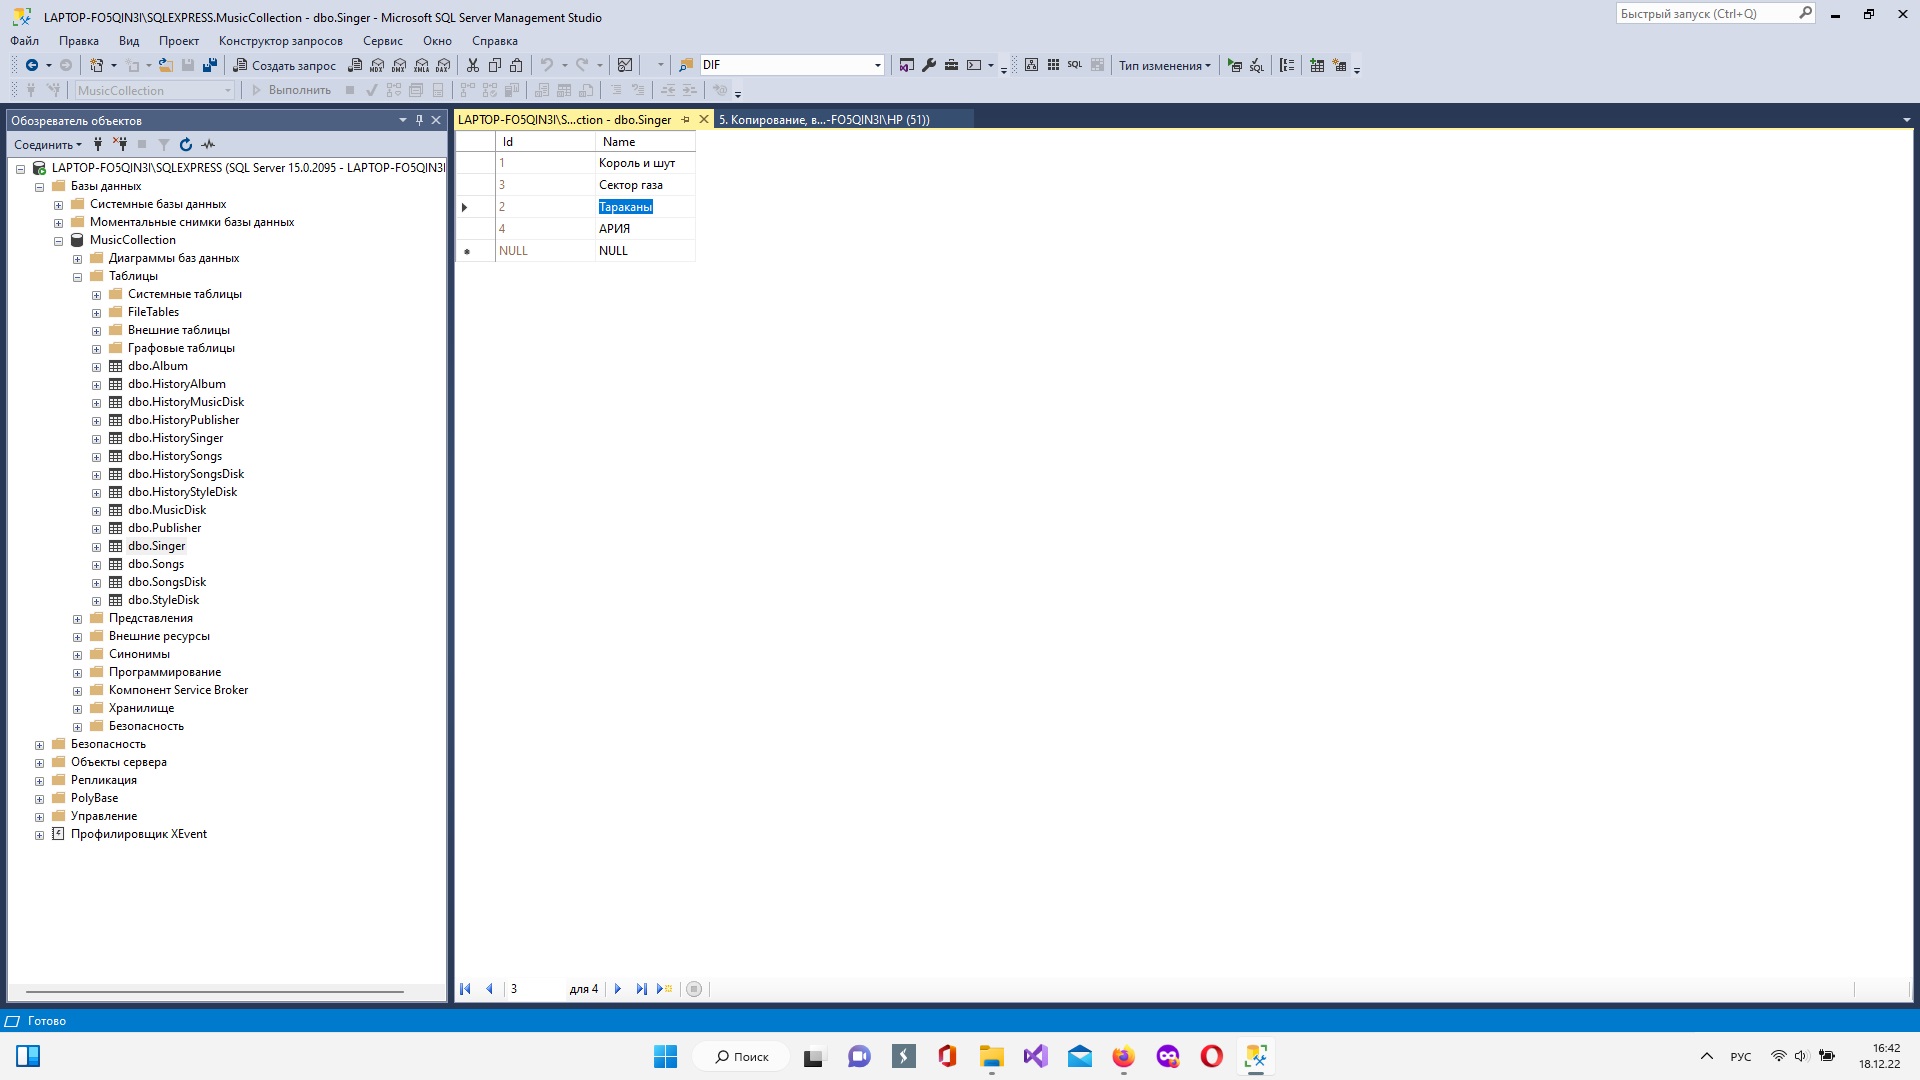 LAPTOP-FO5QIN3I\SQLEXPRESS.MusicCollection - dbo.Singer - Microsoft SQL Server Management Studio
Быстрый запуск (Ctrl+Q)
Файл Правка Вид Проект Конструктор запросов Сервис Окно Справка
Создать запрос MDX DMX XMLA DAX DIF SQL Тип изменения SQL
MusicCollection Выполнить
Обозреватель объектов
Соединить
LAPTOP-FO5QIN3I\SQLEXPRESS (SQL Server 15.0.2095 - LAPTOP-FO5QIN3I
Базы данных
Системные базы данных
Моментальные снимки базы данных
MusicCollection
Диаграммы баз данных
Таблицы
Системные таблицы
FileTables
Внешние таблицы
Графовые таблицы
dbo.Album
dbo.HistoryAlbum
dbo.HistoryMusicDisk
dbo.HistoryPublisher
dbo.HistorySinger
dbo.HistorySongs
dbo.HistorySongsDisk
dbo.HistoryStyleDisk
dbo.MusicDisk
dbo.Publisher
dbo.Singer
dbo.Songs
dbo.SongsDisk
dbo.StyleDisk
Представления
Внешние ресурсы
Синонимы
Программирование
Компонент Service Broker
Хранилище
Безопасность
Безопасность
Объекты сервера
Репликация
PolyBase
Управление
Профилировщик XEvent
LAPTOP-FO5QIN3I\S...ction - dbo.Singer
5. Копирование, в...-FO5QIN3I\HP (51))
Id Name
1 Король и шут
3 Сектор газа
2 Тараканы
4 АРИЯ
NULL NULL
3 для 4
Готово
Поиск
РУС
16:42
18.12.22